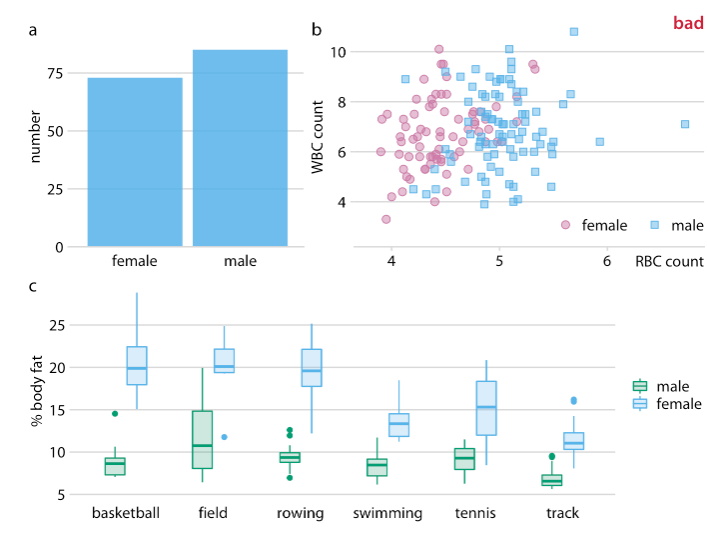 bad
a
number
75
50
25
0
female
male
b
WBC count
10
8
6
4
female
male
4
5
6
RBC count
c
% body fat
25
20
15
10
5
basketball
field
rowing
swimming
tennis
track
male
female